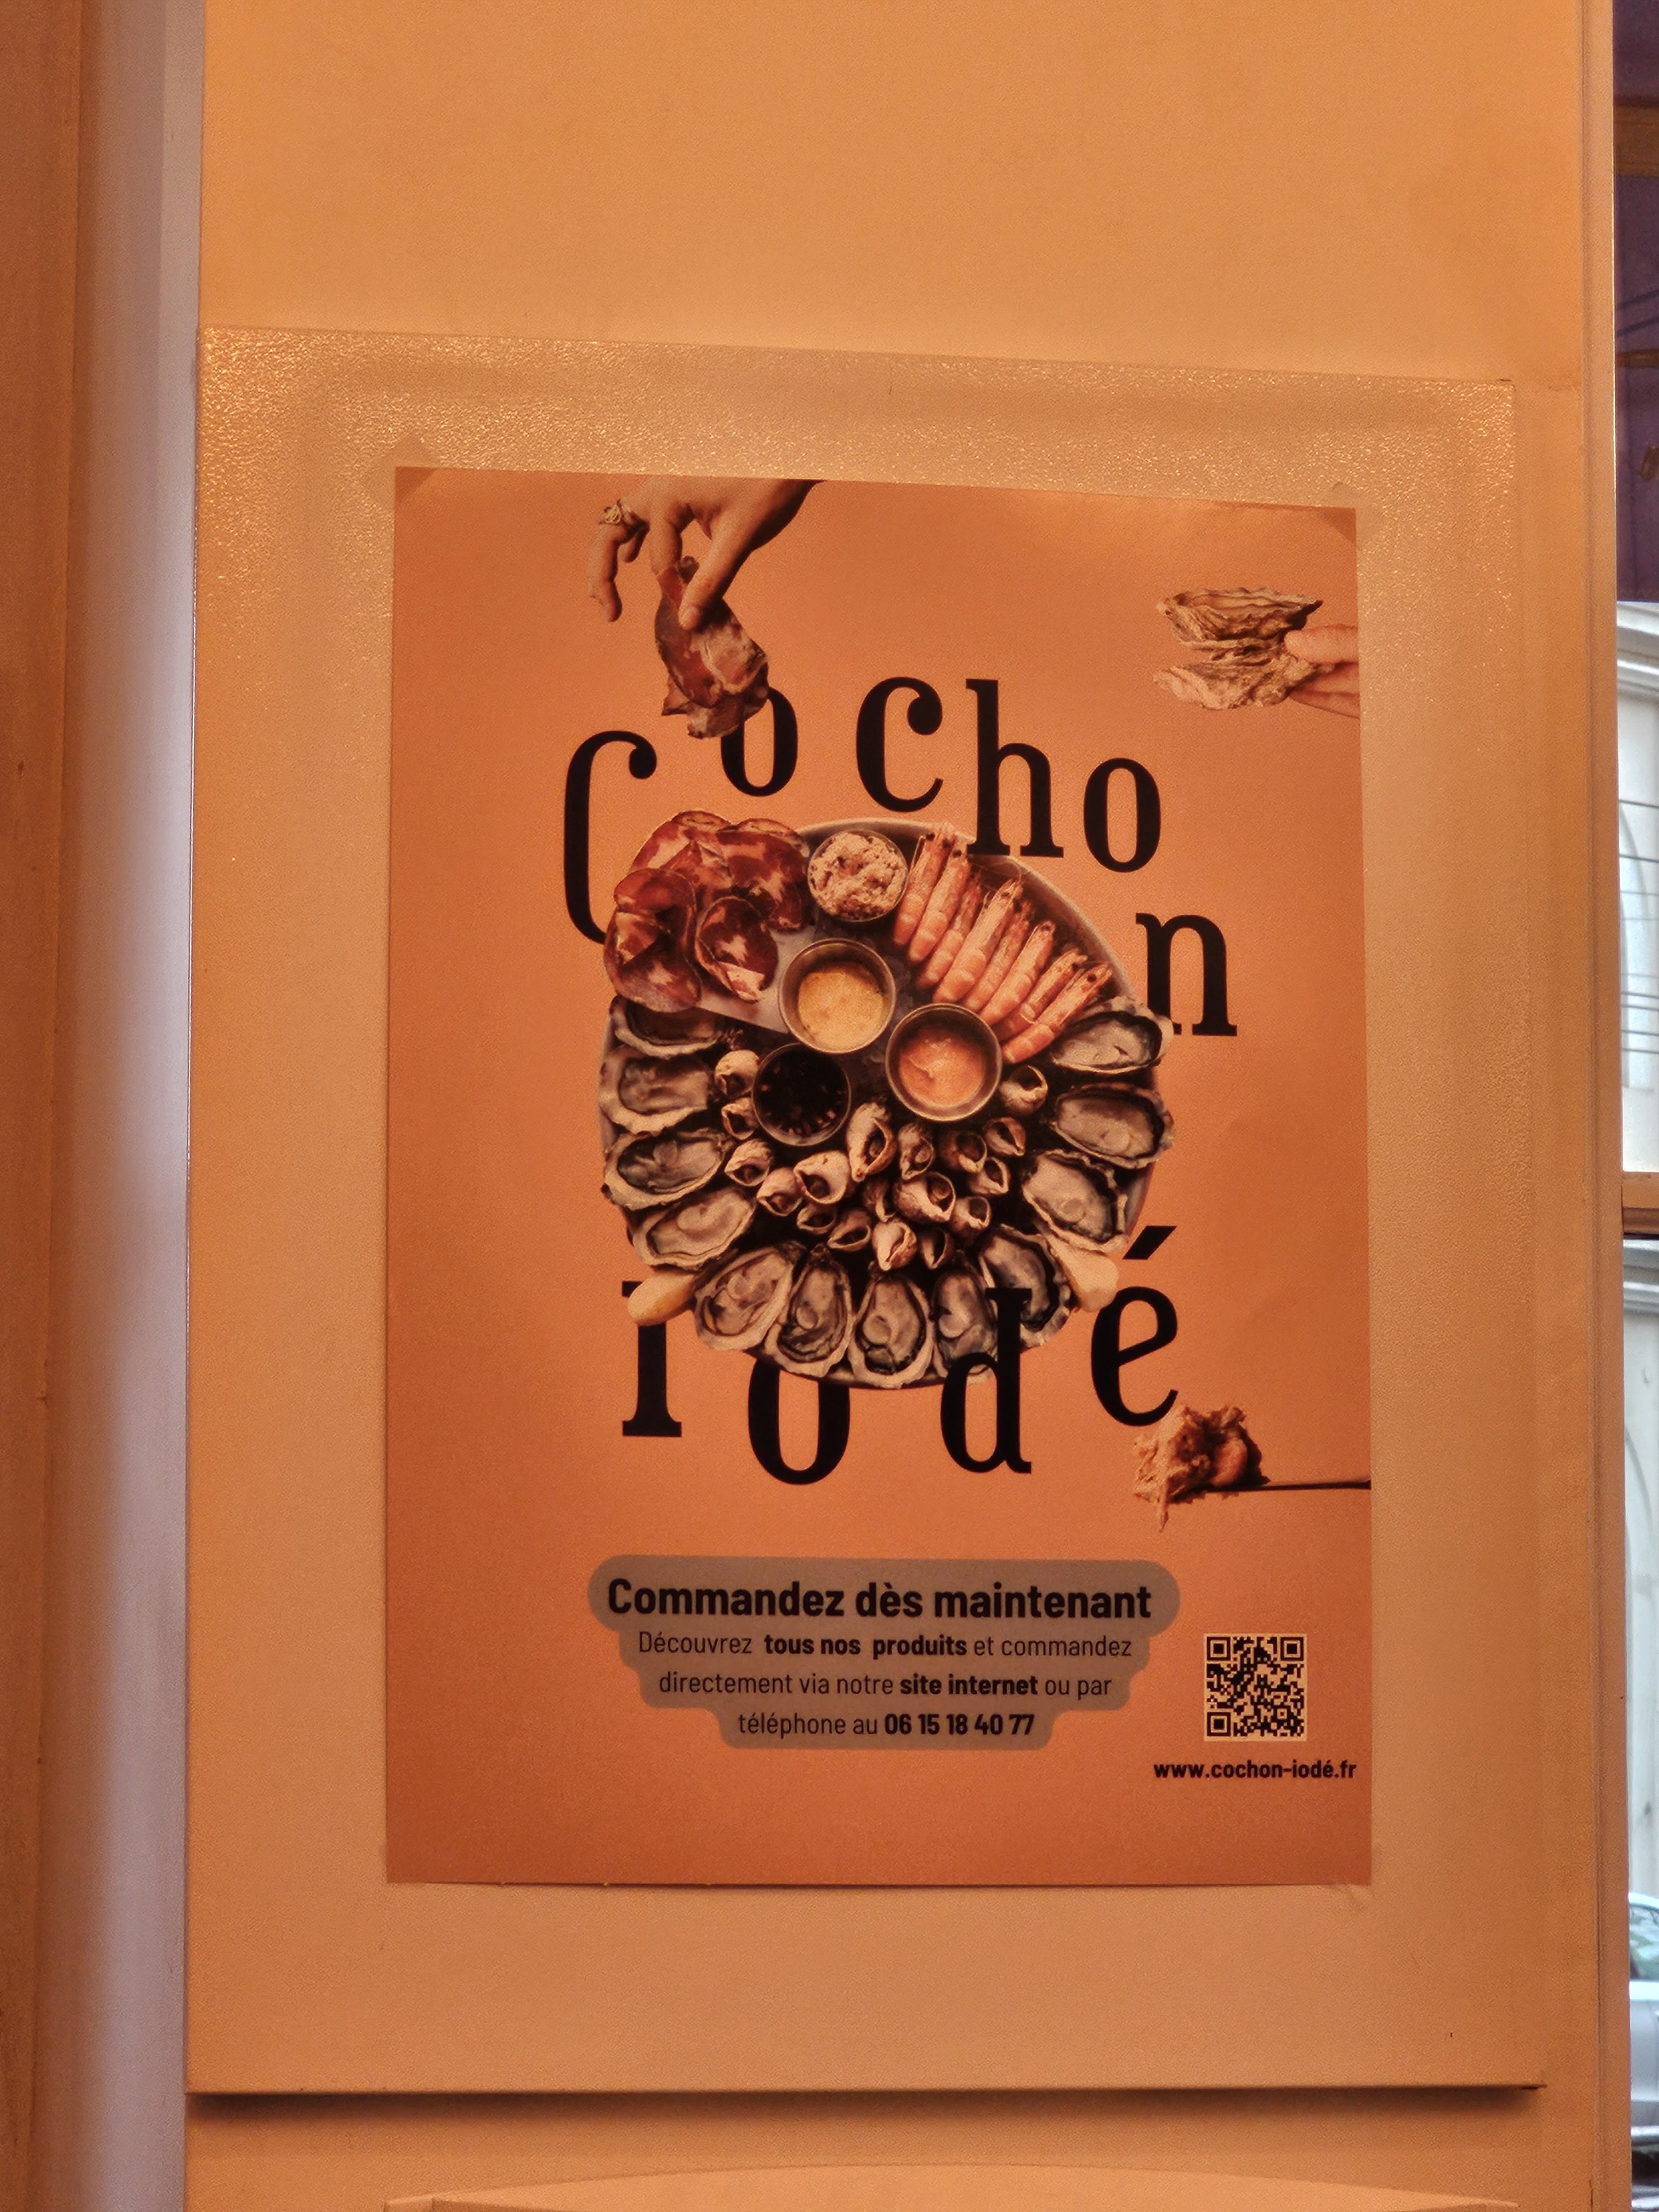 Cochon
iodé
Commandez dès maintenant
Découvrez tous nos produits et commandez
directement via notre site internet ou par
téléphone au 06 15 18 40 77
www.cochon-iodé.fr